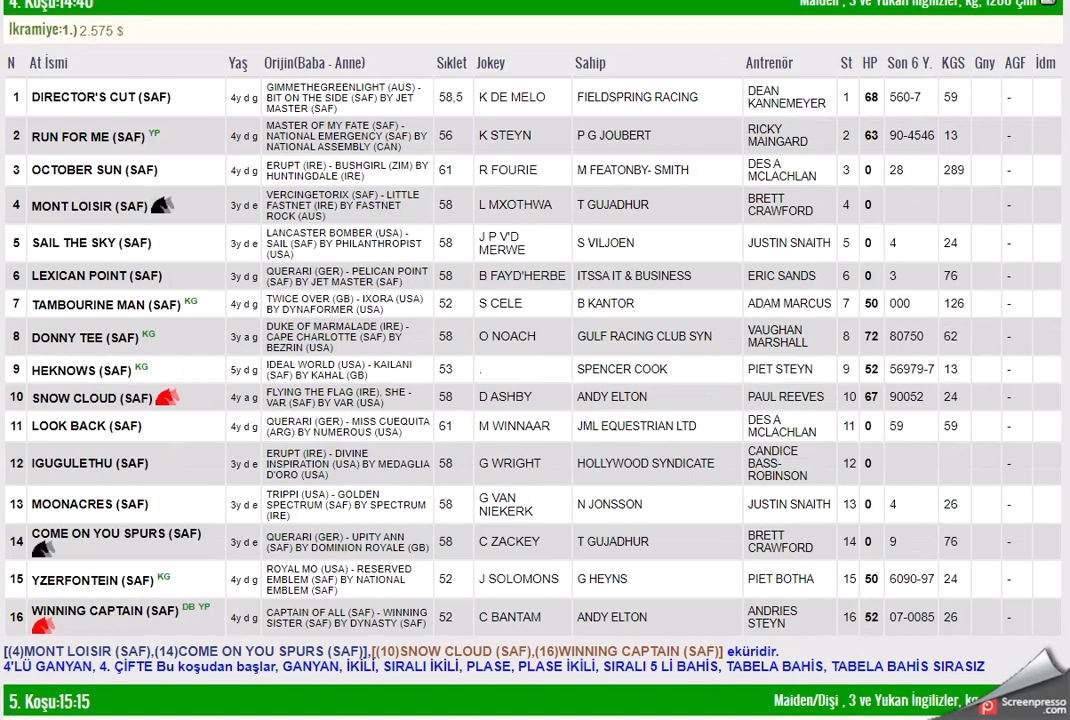 4. Koşu:14:40 Maiden , 3 ve Yukarı İngilizler, kg, 1200 Çim
İkramiye:1.) 2.575 $
N At İsmi Yaş Orijin(Baba - Anne) Sıklet Jokey Sahip Antrenör St HP Son 6 Y. KGS Gny AGF İdm
1 DIRECTOR'S CUT (SAF) 4y d g GIMMETHEGREENLIGHT (AUS) - BIT ON THE SIDE (SAF) BY JET MASTER (SAF) 58,5 K DE MELO FIELDSPRING RACING DEAN KANNEMEYER 1 68 560-7 59 -
2 RUN FOR ME (SAF) YP 4y d g MASTER OF MY FATE (SAF) - NATIONAL EMERGENCY (SAF) BY NATIONAL ASSEMBLY (CAN) 56 K STEYN P G JOUBERT RICKY MAINGARD 2 63 90-4546 13 -
3 OCTOBER SUN (SAF) 4y d g ERUPT (IRE) - BUSHGIRL (ZIM) BY HUNTINGDALE (IRE) 61 R FOURIE M FEATONBY- SMITH DES A MCLACHLAN 3 0 28 289 -
4 MONT LOISIR (SAF) 3y d e VERCINGETORIX (SAF) - LITTLE FASTNET (IRE) BY FASTNET ROCK (AUS) 58 L MXOTHWA T GUJADHUR BRETT CRAWFORD 4 0 -
5 SAIL THE SKY (SAF) 3y d e LANCASTER BOMBER (USA) - SAIL (SAF) BY PHILANTHROPIST (USA) 58 J P V'D MERWE S VILJOEN JUSTIN SNAITH 5 0 4 24 -
6 LEXICAN POINT (SAF) 3y d g QUERARI (GER) - PELICAN POINT (SAF) BY JET MASTER (SAF) 58 B FAYD'HERBE ITSSA IT & BUSINESS ERIC SANDS 6 0 3 76 -
7 TAMBOURINE MAN (SAF) KG 4y d g TWICE OVER (GB) - IXORA (USA) BY DYNAFORMER (USA) 52 S CELE B KANTOR ADAM MARCUS 7 50 000 126 -
8 DONNY TEE (SAF) KG 3y a g DUKE OF MARMALADE (IRE) - CAPE CHARLOTTE (SAF) BY BEZRIN (USA) 58 O NOACH GULF RACING CLUB SYN VAUGHAN MARSHALL 8 72 80750 62 -
9 HEKNOWS (SAF) KG 5y d g IDEAL WORLD (USA) - KAILANI (SAF) BY KAHAL (GB) 53 . SPENCER COOK PIET STEYN 9 52 56979-7 13 -
10 SNOW CLOUD (SAF) 4y a g FLYING THE FLAG (IRE), SHE - VAR (SAF) BY VAR (USA) 58 D ASHBY ANDY ELTON PAUL REEVES 10 67 90052 24 -
11 LOOK BACK (SAF) 4y d g QUERARI (GER) - MISS CUEQUITA (ARG) BY NUMEROUS (USA) 61 M WINNAAR JML EQUESTRIAN LTD DES A MCLACHLAN 11 0 59 59 -
12 IGUGULETHU (SAF) 3y d e ERUPT (IRE) - DIVINE INSPIRATION (USA) BY MEDAGLIA D'ORO (USA) 58 G WRIGHT HOLLYWOOD SYNDICATE CANDICE BASS-ROBINSON 12 0 -
13 MOONACRES (SAF) 3y d e TRIPPI (USA) - GOLDEN SPECTRUM (SAF) BY SPECTRUM (IRE) 58 G VAN NIEKERK N JONSSON JUSTIN SNAITH 13 0 4 26 -
14 COME ON YOU SPURS (SAF) 3y d e QUERARI (GER) - UPITY ANN (SAF) BY DOMINION ROYALE (GB) 58 C ZACKEY T GUJADHUR BRETT CRAWFORD 14 0 9 76 -
15 YZERFONTEIN (SAF) KG 4y d g ROYAL MO (USA) - RESERVED EMBLEM (SAF) BY NATIONAL EMBLEM (SAF) 52 J SOLOMONS G HEYNS PIET BOTHA 15 50 6090-97 24 -
16 WINNING CAPTAIN (SAF) DB YP 4y d g CAPTAIN OF ALL (SAF) - WINNING SISTER (SAF) BY DYNASTY (SAF) 52 C BANTAM ANDY ELTON ANDRIES STEYN 16 52 07-0085 26 -
[(4)MONT LOISIR (SAF),(14)COME ON YOU SPURS (SAF)],[(10)SNOW CLOUD (SAF),(16)WINNING CAPTAIN (SAF)] eküridir.
4'LÜ GANYAN, 4. ÇİFTE Bu koşudan başlar, GANYAN, İKİLİ, SIRALI İKİLİ, PLASE, PLASE İKİLİ, SIRALI 5 Lİ BAHİS, TABELA BAHİS, TABELA BAHİS SIRASIZ
5. Koşu:15:15 Maiden/Dişi , 3 ve Yukarı İngilizler, kg
Screenpresso
.com